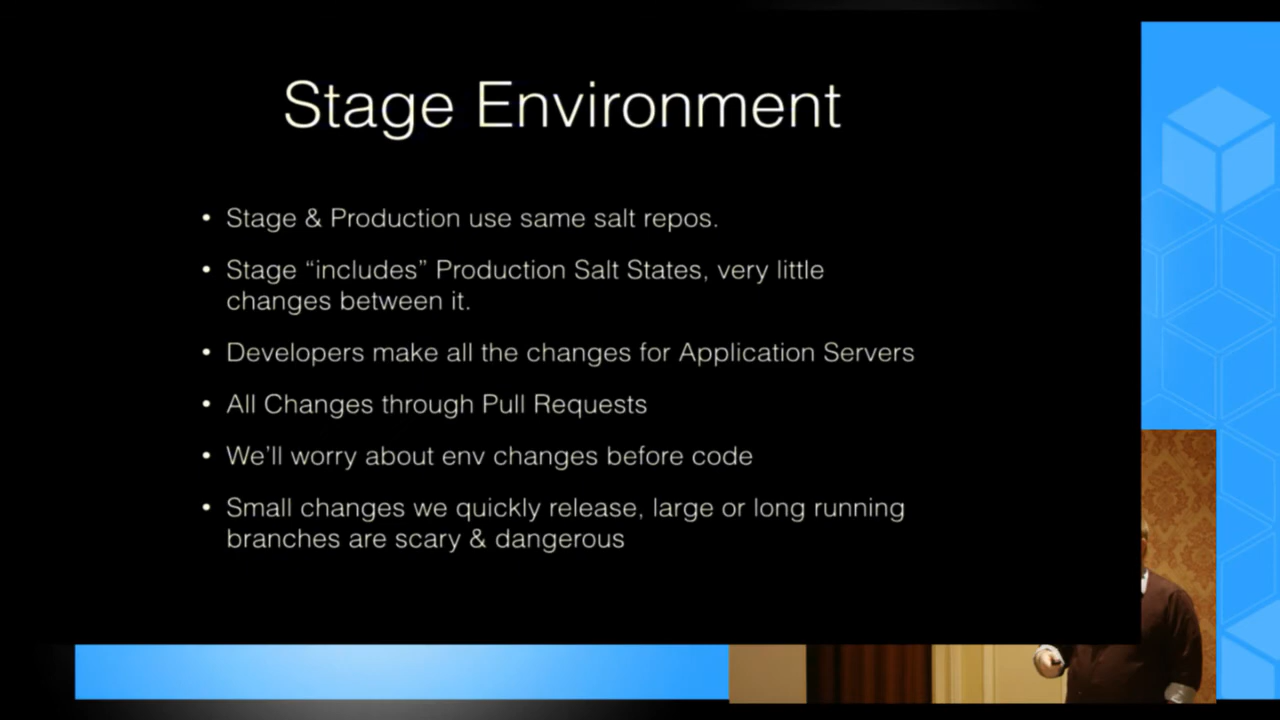 Stage Environment
• Stage & Production use same salt repos.
• Stage “includes” Production Salt States, very little
changes between it.
• Developers make all the changes for Application Servers
• All Changes through Pull Requests
• We’ll worry about env changes before code
• Small changes we quickly release, large or long running
branches are scary & dangerous